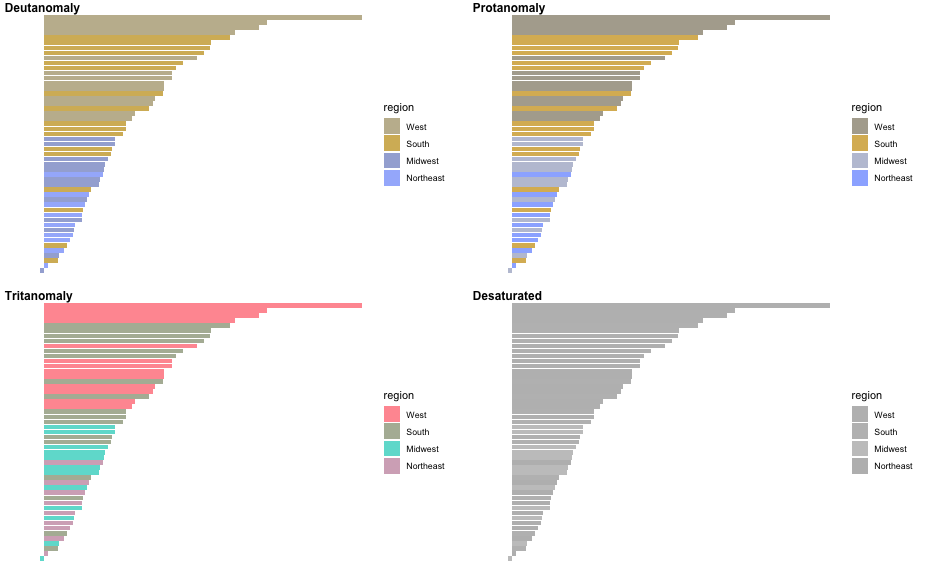 Deutanomaly
region
West
South
Midwest
Northeast
Protanomaly
region
West
South
Midwest
Northeast
Tritanomaly
region
West
South
Midwest
Northeast
Desaturated
region
West
South
Midwest
Northeast